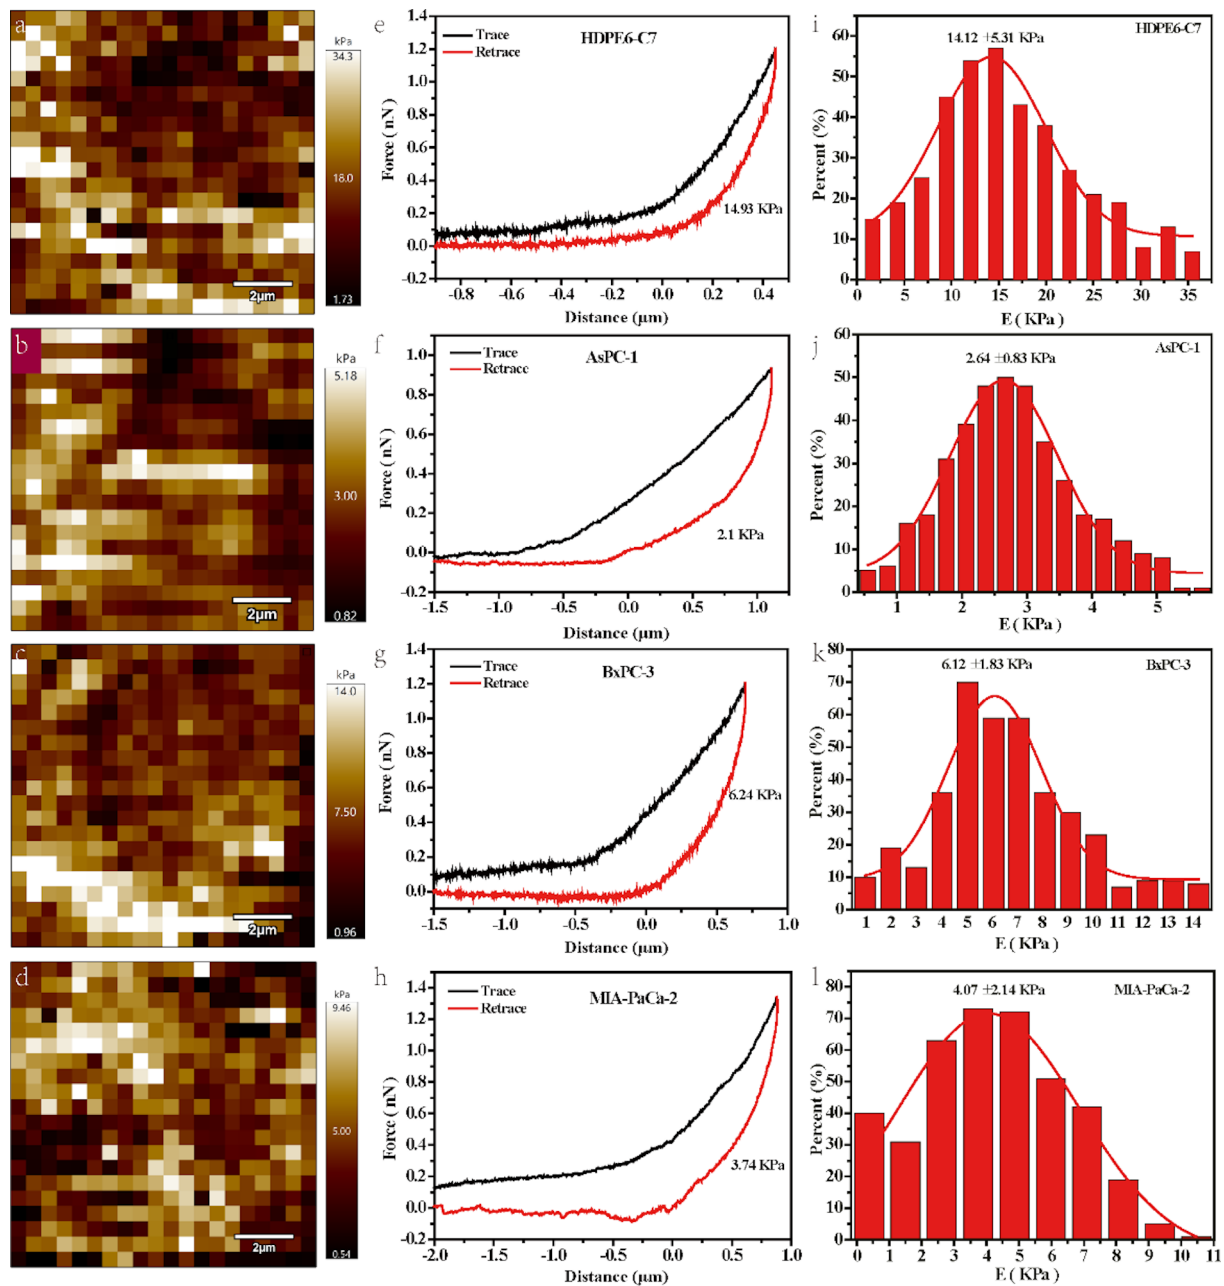 a
kPa
34.3
18.0
1.73
2μm
e
HDPE6-C7
Trace
Retrace
14.93 KPa
Force ( nN)
1.4
1.2
1.0
0.8
0.6
0.4
0.2
0.0
-0.2
-0.8 -0.6 -0.4 -0.2 0.0 0.2 0.4
Distance (μm)
i
HDPE6-C7
14.12 ±5.31 KPa
Percent (%)
60
50
40
30
20
10
0
0 5 10 15 20 25 30 35
E ( KPa)
b
kPa
5.18
3.00
0.82
2μm
f
AsPC-1
Trace
Retrace
2.1 KPa
Force ( nN)
1.0
0.8
0.6
0.4
0.2
0.0
-0.2
-1.5 -1.0 -0.5 0.0 0.5 1.0
Distance (μm)
j
AsPC-1
2.64 ±0.83 KPa
Percent (%)
60
50
40
30
20
10
0
1 2 3 4 5
E ( KPa)
c
kPa
14.0
7.50
0.96
2μm
g
BxPC-3
Trace
Retrace
6.24 KPa
Force ( nN)
1.4
1.2
1.0
0.8
0.6
0.4
0.2
0.0
-1.5 -1.0 -0.5 0.0 0.5 1.0
Distance (μm)
k
BxPC-3
6.12 ±1.83 KPa
Percent (%)
80
70
60
50
40
30
20
10
0
1 2 3 4 5 6 7 8 9 10 11 12 13 14
E ( KPa)
d
kPa
9.46
5.00
0.54
2μm
h
MIA-PaCa-2
Trace
Retrace
3.74 KPa
Force ( nN)
1.4
1.2
1.0
0.8
0.6
0.4
0.2
0.0
-0.2
-2.0 -1.5 -1.0 -0.5 0.0 0.5 1.0
Distance (μm)
l
MIA-PaCa-2
4.07 ±2.14 KPa
Percent (%)
80
70
60
50
40
30
20
10
0
0 1 2 3 4 5 6 7 8 9 10 11
E ( KPa)